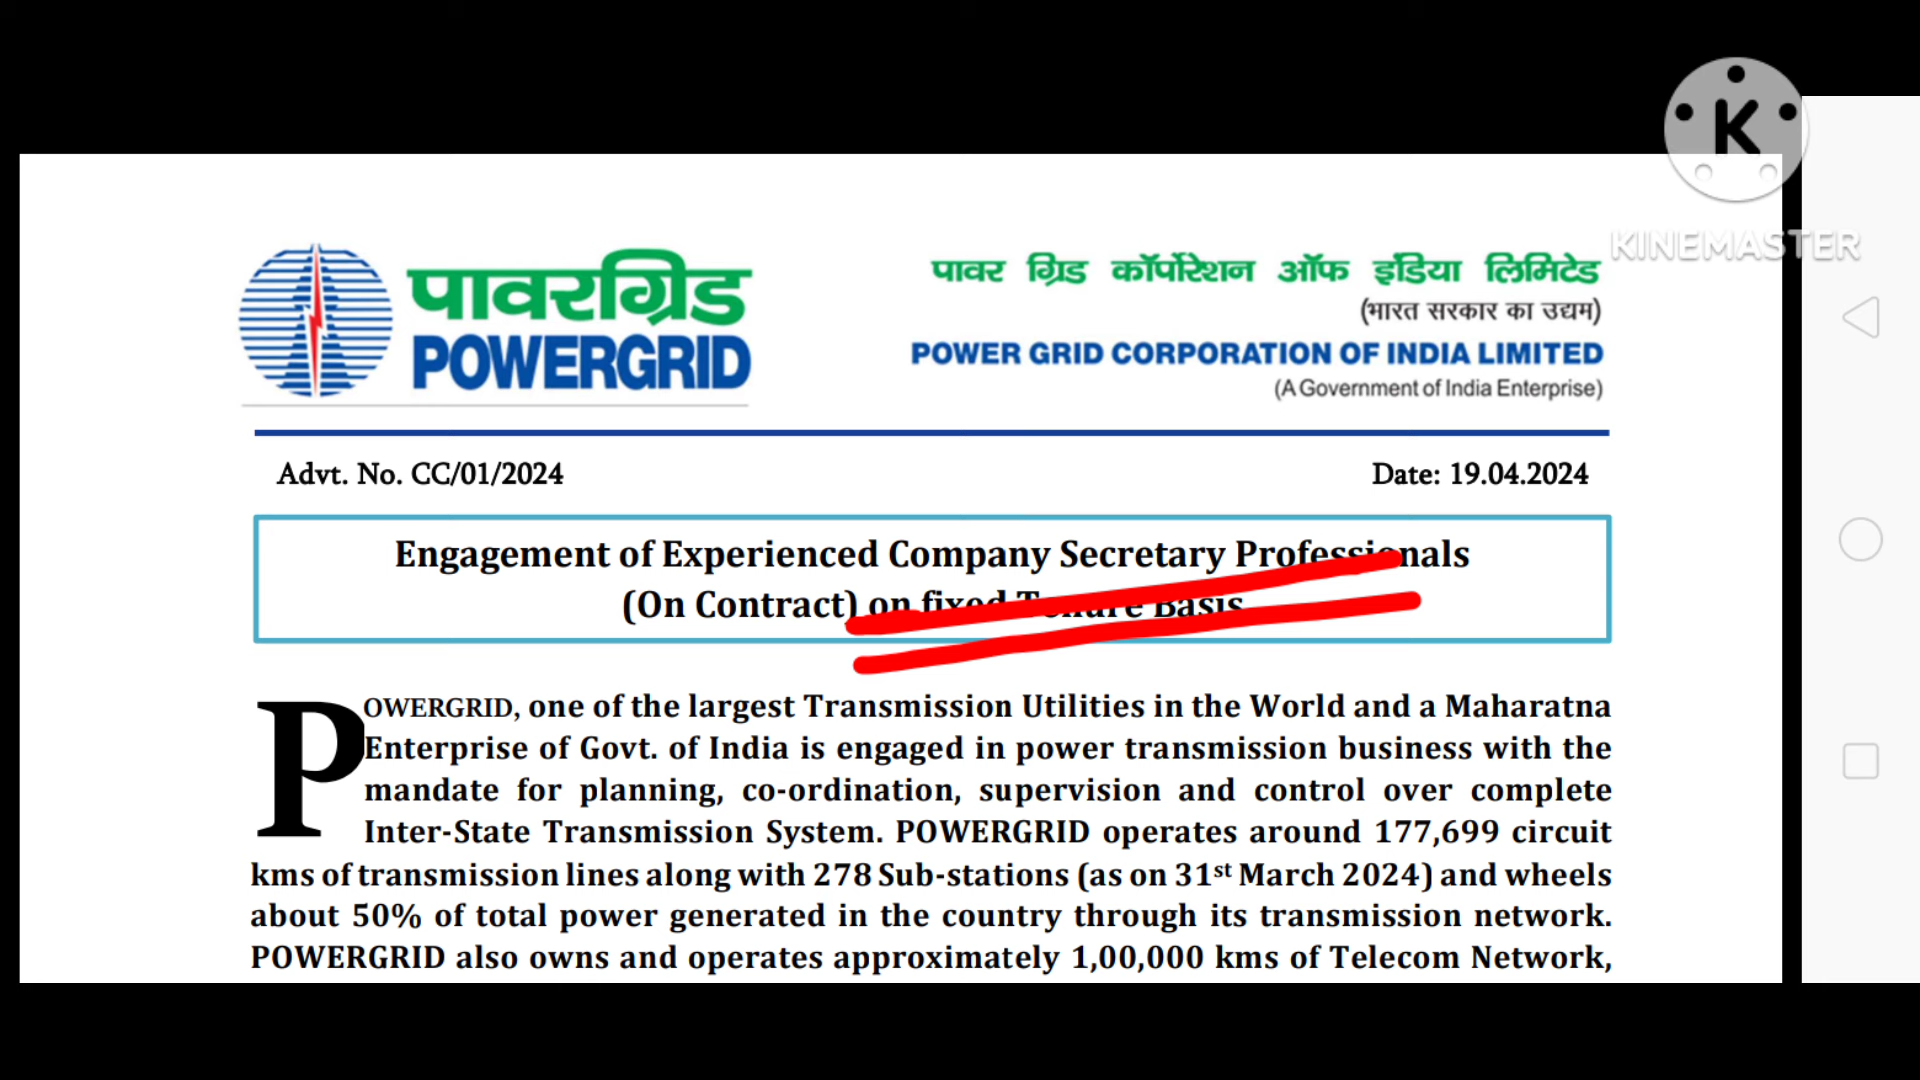 K
KINEMASTER
पावरग्रिड
POWERGRID
पावर ग्रिड कॉर्पोरेशन ऑफ इंडिया लिमिटेड
(भारत सरकार का उद्यम)
POWER GRID CORPORATION OF INDIA LIMITED
(A Government of India Enterprise)
Advt. No. CC/01/2024
Date: 19.04.2024
Engagement of Experienced Company Secretary Professionals
(On Contract) on fixed Tenure Basis
POWERGRID, one of the largest Transmission Utilities in the World and a Maharatna
Enterprise of Govt. of India is engaged in power transmission business with the
mandate for planning, co-ordination, supervision and control over complete
Inter-State Transmission System. POWERGRID operates around 177,699 circuit
kms of transmission lines along with 278 Sub-stations (as on 31st March 2024) and wheels
about 50% of total power generated in the country through its transmission network.
POWERGRID also owns and operates approximately 1,00,000 kms of Telecom Network,